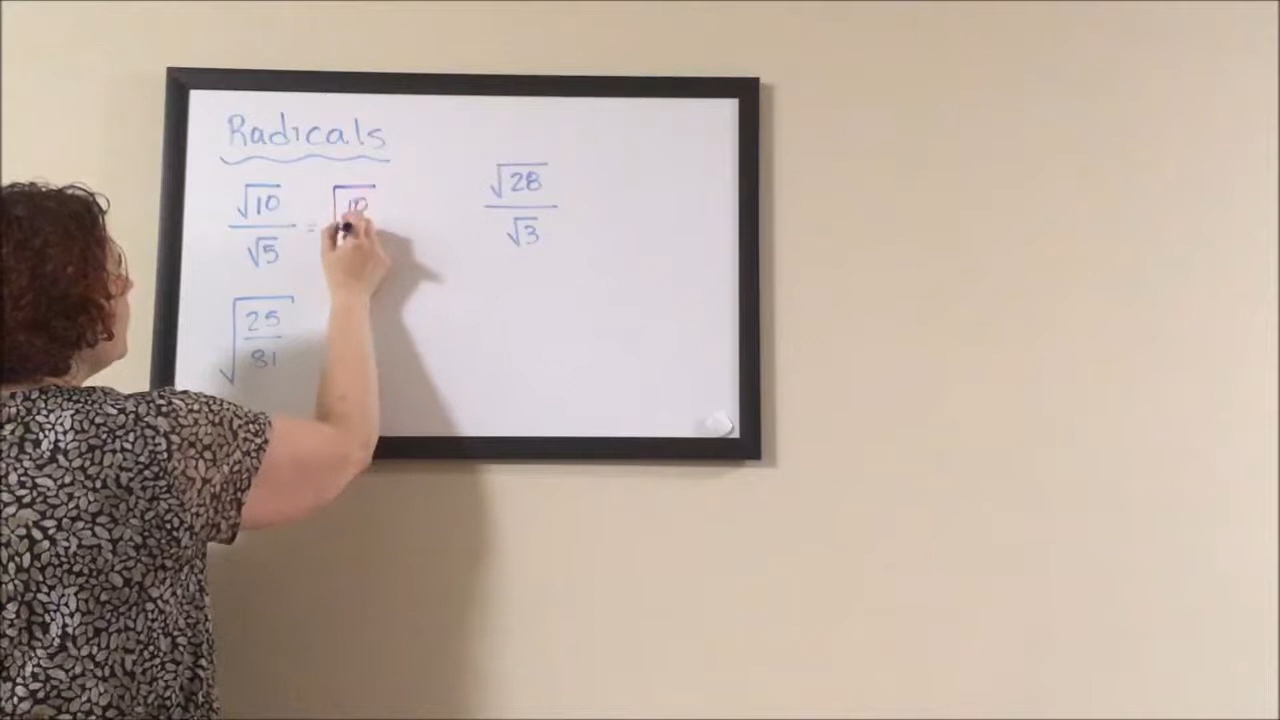 Radicals
√10 / √5 = √10
√28 / √3
√(25 / 81)